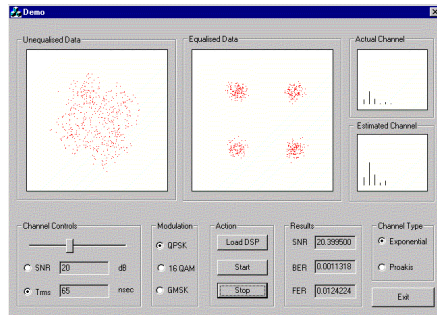 Demo
Unequalised Data
Equalised Data
Actual Channel
Estimated Channel
Channel Controls
SNR 20 dB
Trms 65 nsec
Modulation
QPSK
16 QAM
GMSK
Action
Load DSP
Start
Stop
Results
SNR 20.399500
BER 0.0011318
FER 0.0124224
Channel Type
Exponential
Proakis
Exit